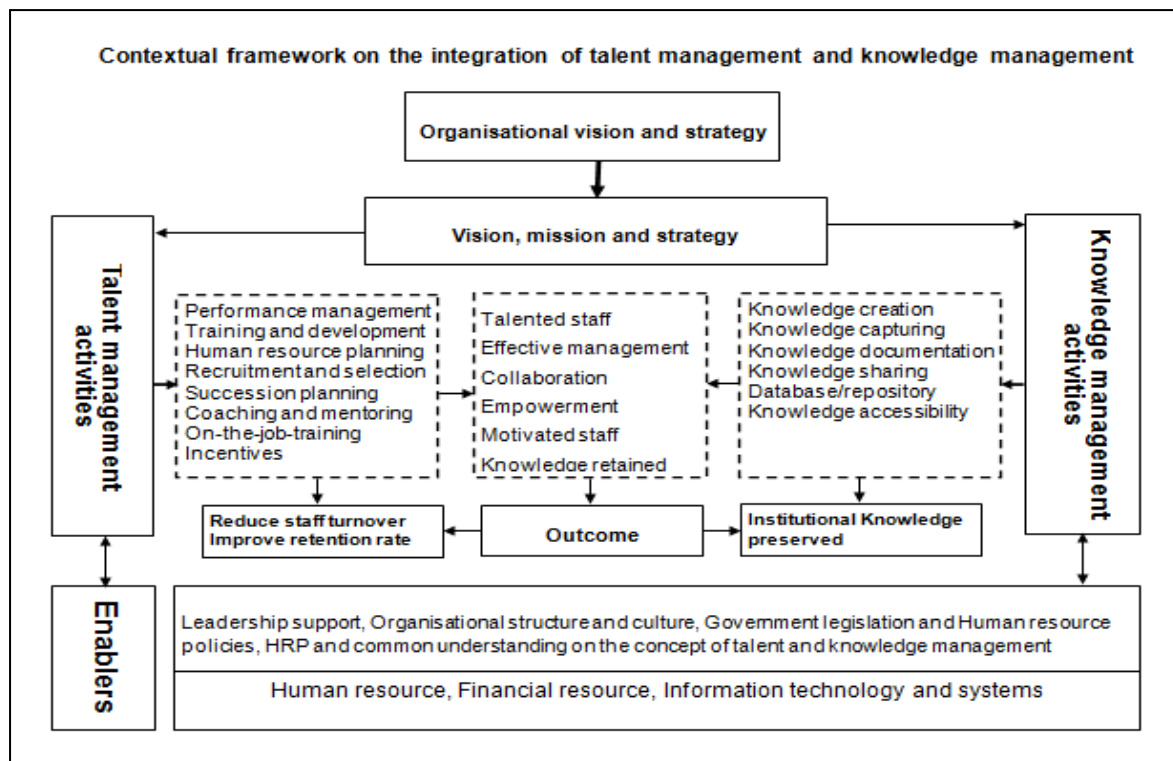 Contextual framework on the integration of talent management and knowledge management
Organisational vision and strategy
Vision, mission and strategy
Talent management
activities
Performance management
Training and development
Human resource planning
Recruitment and selection
Succession planning
Coaching and mentoring
On-the-job-training
Incentives
Talented staff
Effective management
Collaboration
Empowerment
Motivated staff
Knowledge retained
Knowledge creation
Knowledge capturing
Knowledge documentation
Knowledge sharing
Database/repository
Knowledge accessibility
Knowledge management
activities
Reduce staff turnover
Improve retention rate
Outcome
Institutional Knowledge
preserved
Enablers
Leadership support, Organisational structure and culture, Government legislation and Human resource
policies, HRP and common understanding on the concept of talent and knowledge management
Human resource, Financial resource, Information technology and systems